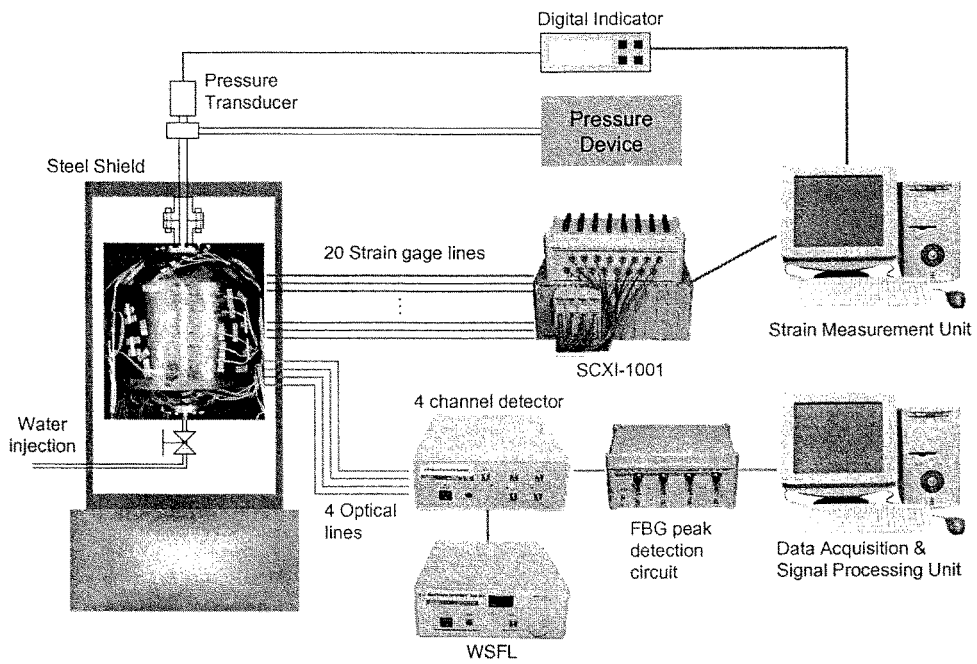 Digital Indicator
Pressure
Transducer
Pressure
Device
Steel Shield
20 Strain gage lines
Strain Measurement Unit
SCXI-1001
4 channel detector
Water
injection
4 Optical
lines
FBG peak
detection
circuit
Data Acquisition &
Signal Processing Unit
WSFL